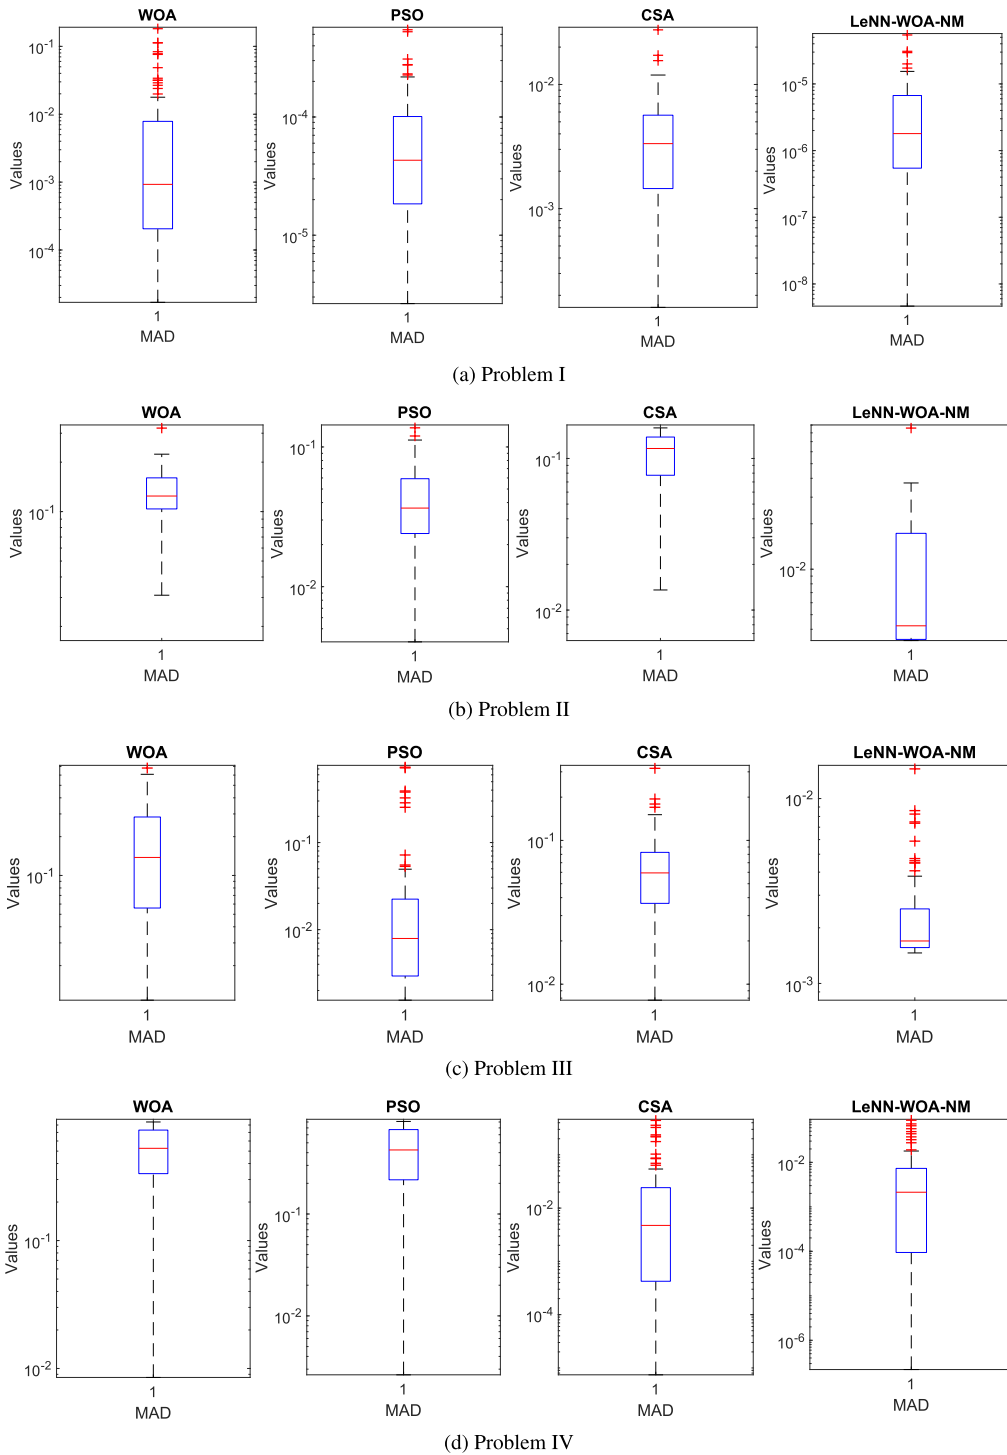 WOA PSO CSA LeNN-WOA-NM
10^-1 10^-2 10^-3 10^-4 Values 1 MAD
10^-4 10^-5 Values 1 MAD
10^-2 10^-3 Values 1 MAD
10^-5 10^-6 10^-7 10^-8 Values 1 MAD
(a) Problem I
WOA PSO CSA LeNN-WOA-NM
10^-1 Values 1 MAD
10^-1 10^-2 Values 1 MAD
10^-1 10^-2 Values 1 MAD
10^-2 Values 1 MAD
(b) Problem II
WOA PSO CSA LeNN-WOA-NM
10^-1 Values 1 MAD
10^-1 10^-2 Values 1 MAD
10^-1 10^-2 Values 1 MAD
10^-2 10^-3 Values 1 MAD
(c) Problem III
WOA PSO CSA LeNN-WOA-NM
10^-1 10^-2 Values 1 MAD
10^-1 10^-2 Values 1 MAD
10^-2 10^-4 Values 1 MAD
10^-2 10^-4 10^-6 Values 1 MAD
(d) Problem IV